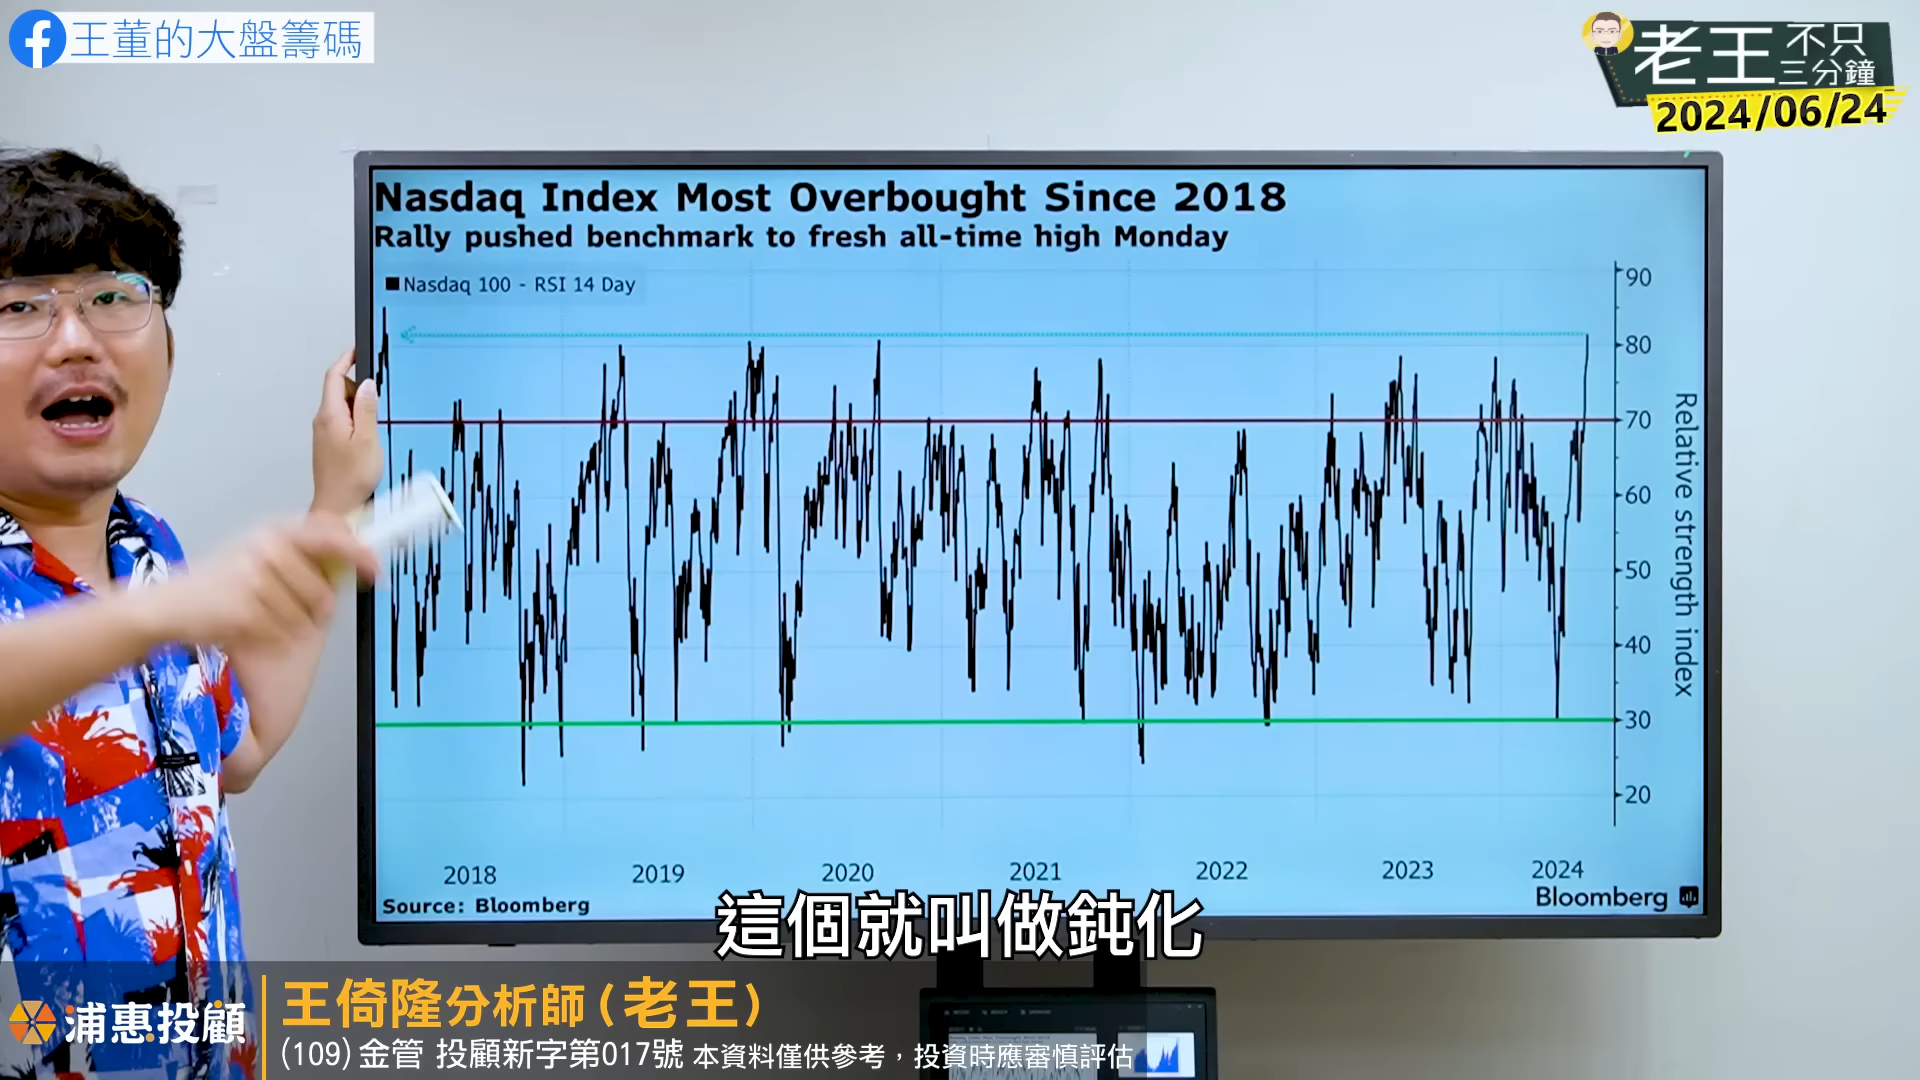 王董的大盤籌碼
老王 不只三分鐘
2024/06/24
Nasdaq Index Most Overbought Since 2018
Rally pushed benchmark to fresh all-time high Monday
Nasdaq 100 - RSI 14 Day
90
80
70
60
50
40
30
20
Relative strength index
2018 2019 2020 2021 2022 2023 2024
Source: Bloomberg
Bloomberg
這個就叫做鈍化
浦惠投顧
王倚隆分析師(老王)
(109)金管 投顧新字第017號 本資料僅供參考，投資時應審慎評估